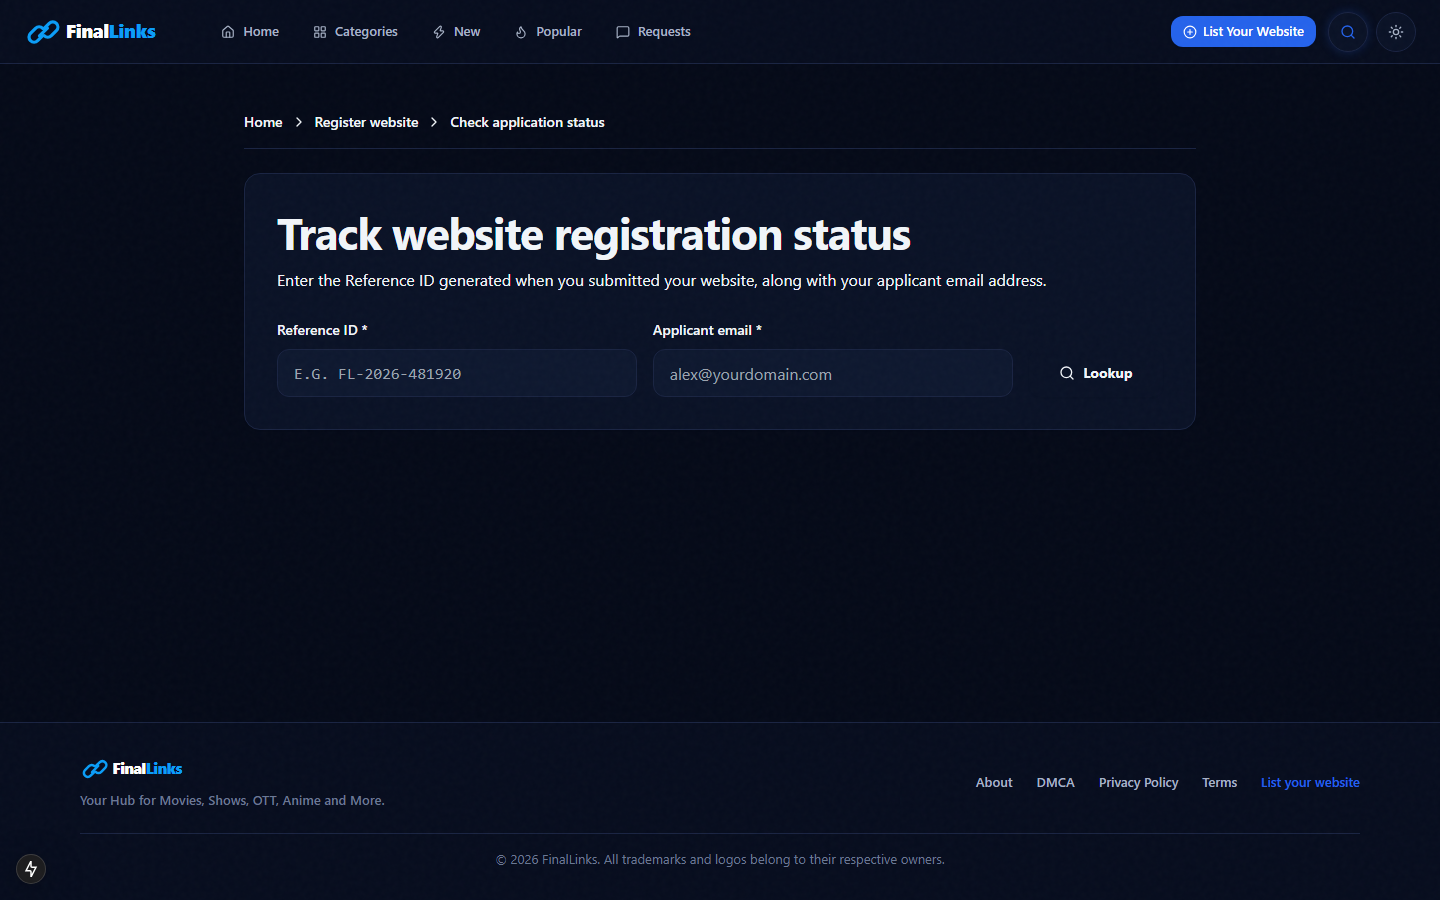 FinalLinks
Home
Categories
New
Popular
Requests
List Your Website
Home > Register website > Check application status
Track website registration status
Enter the Reference ID generated when you submitted your website, along with your applicant email address.
Reference ID *
Applicant email *
E.G. FL-2026-481920
alex@yourdomain.com
Lookup
FinalLinks
Your Hub for Movies, Shows, OTT, Anime and More.
About
DMCA
Privacy Policy
Terms
List your website
© 2026 FinalLinks. All trademarks and logos belong to their respective owners.